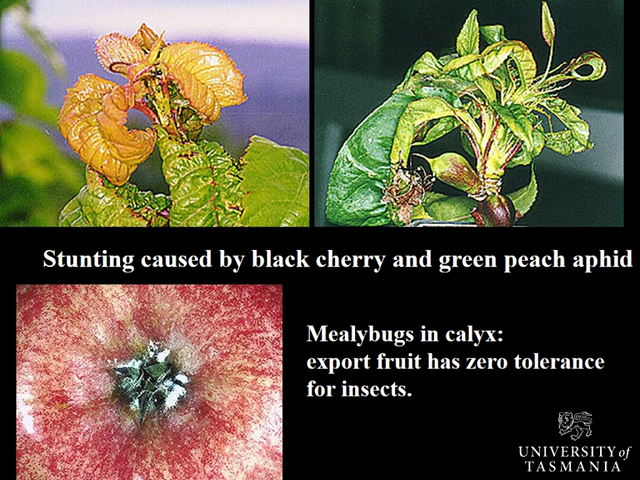 Stunting caused by black cherry and green peach aphid
Mealybugs in calyx:
export fruit has zero tolerance
for insects.
UNIVERSITY of
TASMANIA